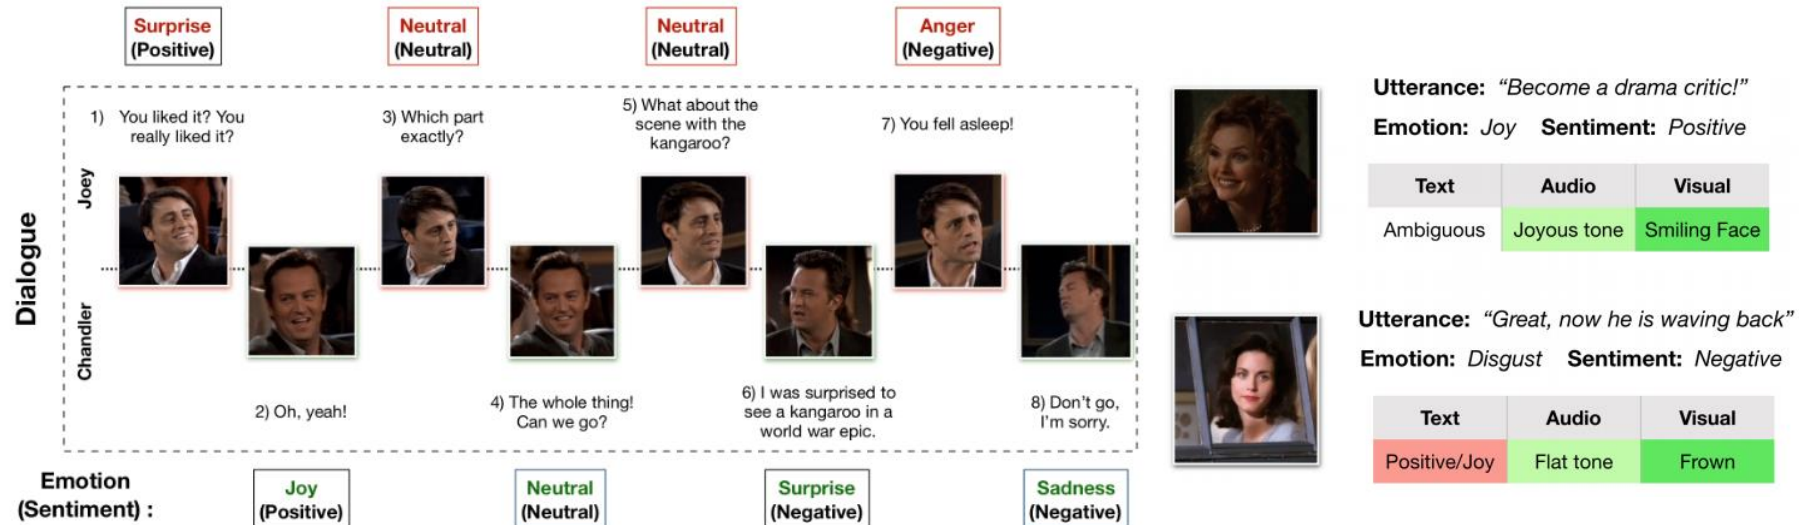 Surprise
(Positive)
Neutral
(Neutral)
Neutral
(Neutral)
Anger
(Negative)
Dialogue
Joey
Chandler
1) You liked it? You
really liked it?
3) Which part
exactly?
5) What about the
scene with the
kangaroo?
7) You fell asleep!
2) Oh, yeah!
4) The whole thing!
Can we go?
6) I was surprised to
see a kangaroo in a
world war epic.
8) Don't go,
I'm sorry.
Emotion
(Sentiment) :
Joy
(Positive)
Neutral
(Neutral)
Surprise
(Negative)
Sadness
(Negative)
Utterance: “Become a drama critic!”
Emotion: Joy Sentiment: Positive
Text Audio Visual
Ambiguous Joyous tone Smiling Face
Utterance: “Great, now he is waving back”
Emotion: Disgust Sentiment: Negative
Text Audio Visual
Positive/Joy Flat tone Frown